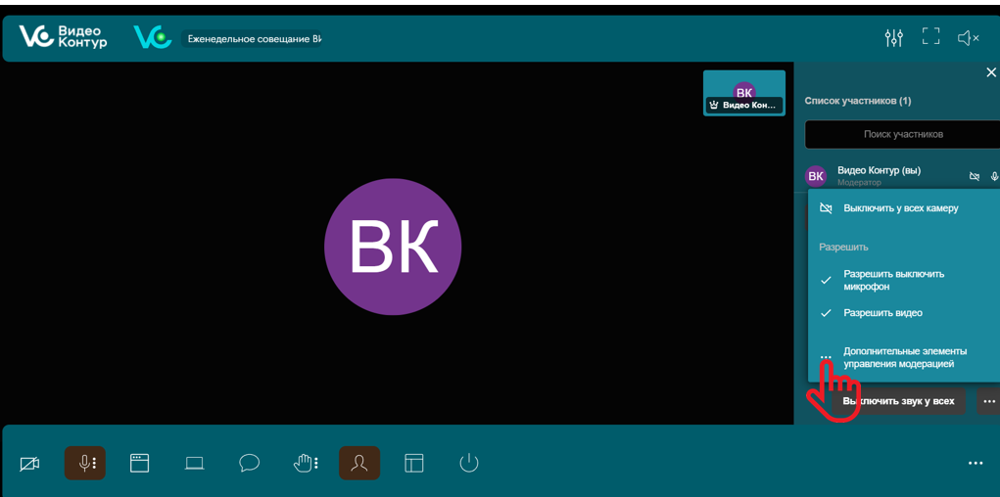 Видео
Контур
Еженедельное совещание
ВК
Видео Кон...
ВК
Список участников (1)
Поиск участников
ВК
Видео Контур (вы)
Модератор
Выключить у всех камеру
Разрешить
Разрешить выключить
микрофон
Разрешить видео
Дополнительные элементы
управления модерацией
Выключить звук у всех